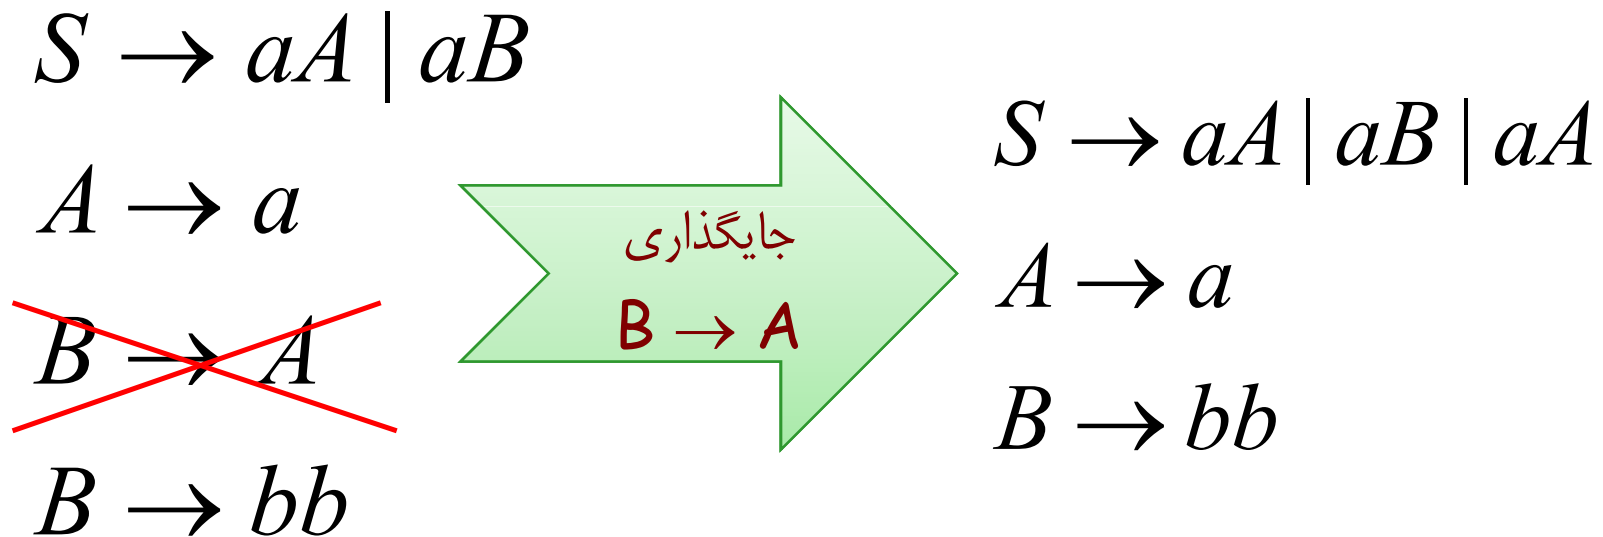 S → aA | aB
A → a
B → A
B → bb
جایگذاری
B → A
S → aA | aB | aA
A → a
B → bb